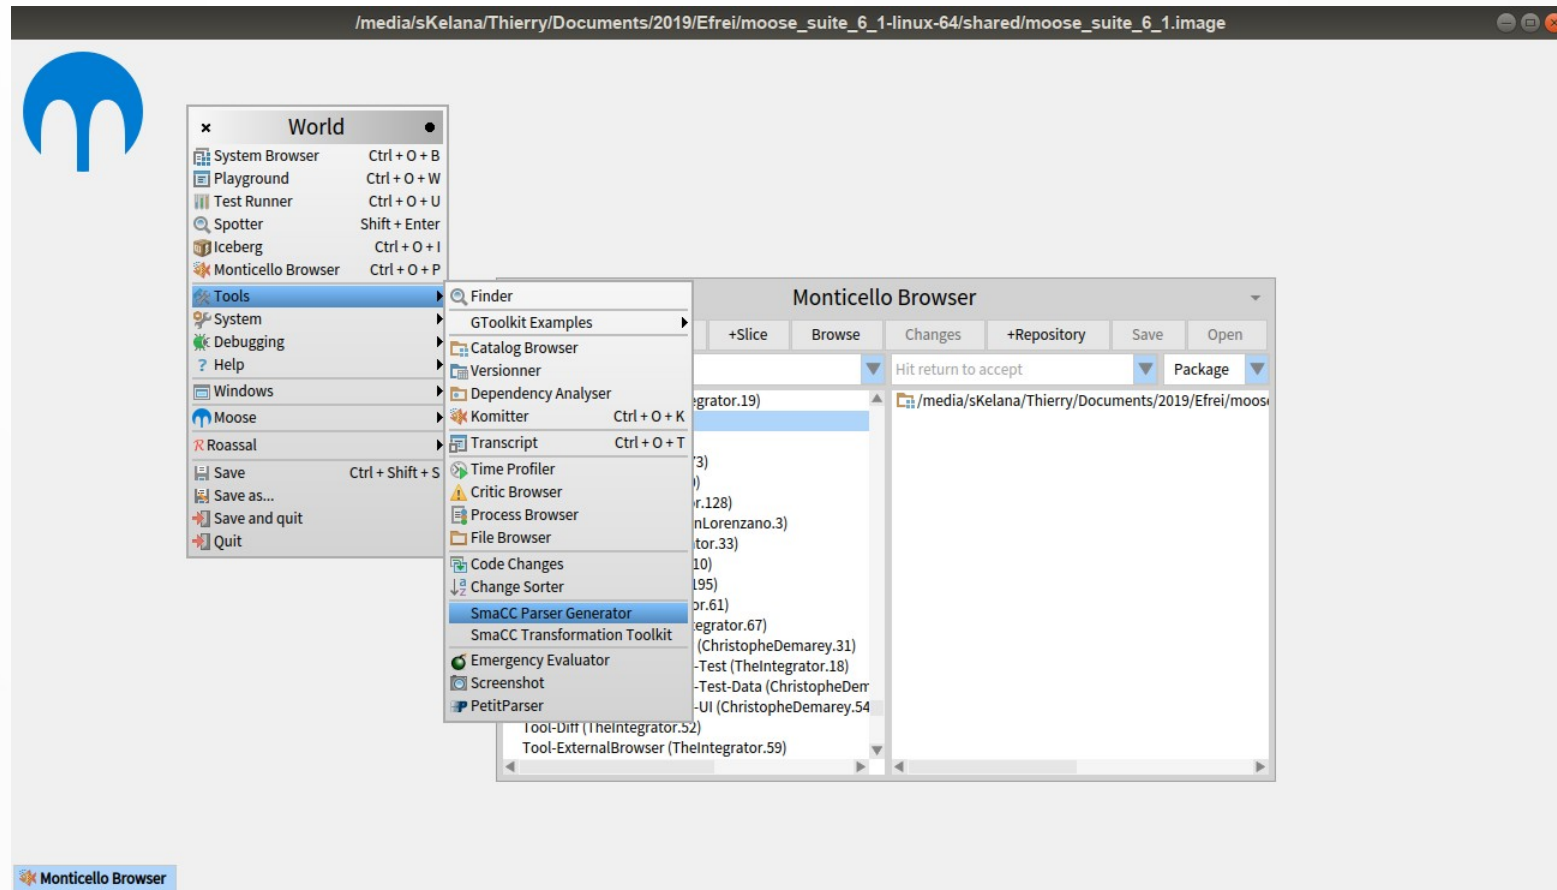 /media/sKelana/Thierry/Documents/2019/Efrei/moose_suite_6_1-linux-64/shared/moose_suite_6_1.image
World
System Browser Ctrl + O + B
Playground Ctrl + O + W
Test Runner Ctrl + O + U
Spotter Shift + Enter
Iceberg Ctrl + O + I
Monticello Browser Ctrl + O + P
Tools
System
Debugging
? Help
Windows
Moose
R Roassal
Save Ctrl + Shift + S
Save as...
Save and quit
Quit
Finder
GToolkit Examples
Catalog Browser
Versionner
Dependency Analyser
Komitter Ctrl + O + K
Transcript Ctrl + O + T
Time Profiler
Critic Browser
Process Browser
File Browser
Code Changes
Change Sorter
SmaCC Parser Generator
SmaCC Transformation Toolkit
Emergency Evaluator
Screenshot
PetitParser
Monticello Browser
+Slice Browse Changes +Repository Save Open
Hit return to accept Package
egrator.19)
/media/sKelana/Thierry/Documents/2019/Efrei/moose
73)
)
r.128)
nLorenzano.3)
tor.33)
10)
195)
or.61)
egrator.67)
(ChristopheDemarey.31)
-Test (TheIntegrator.18)
-Test-Data (ChristopheDem
-UI (ChristopheDemarey.54
Tool-Diff (TheIntegrator.52)
Tool-ExternalBrowser (TheIntegrator.59)
Monticello Browser